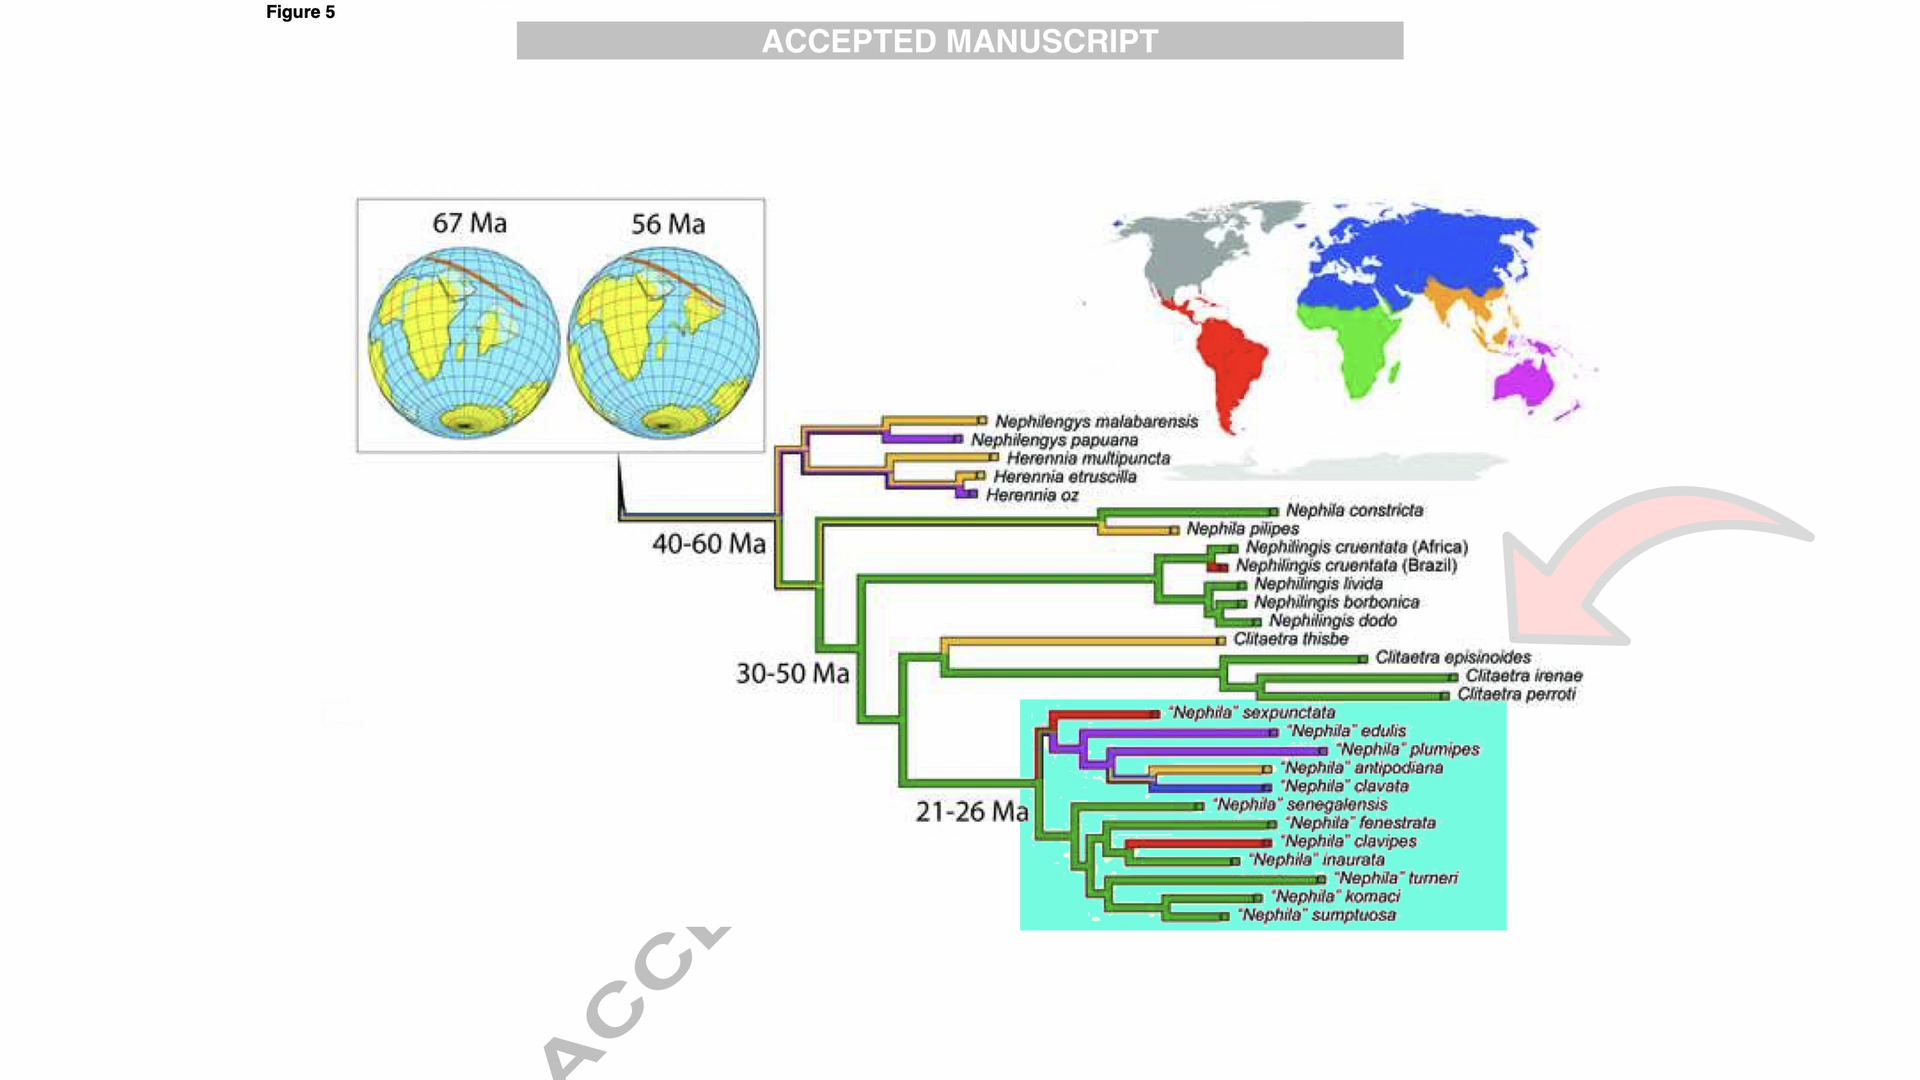 Figure 5
ACCEPTED MANUSCRIPT
67 Ma
56 Ma
Nephilengys malabarensis
Nephilengys papuana
Herennia multipuncta
Herennia etruscilla
Herennia oz
Nephila constricta
Nephila pilipes
40-60 Ma
Nephilingis cruentata (Africa)
Nephilingis cruentata (Brazil)
Nephilingis livida
Nephilingis borbonica
Nephilingis dodo
Clitaetra thisbe
Clitaetra episinoides
30-50 Ma
Clitaetra irenae
Clitaetra perroti
"Nephila" sexpunctata
"Nephila" edulis
"Nephila" plumipes
"Nephila" antipodiana
"Nephila" clavata
"Nephila" senegalensis
21-26 Ma
"Nephila" fenestrata
"Nephila" clavipes
"Nephila" inaurata
"Nephila" turneri
"Nephila" komaci
"Nephila" sumptuosa